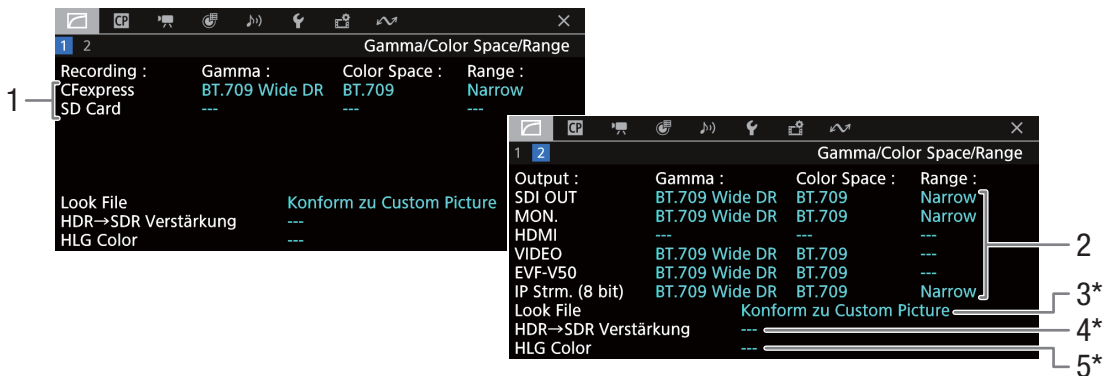 CP
1 2 Gamma/Color Space/Range
Recording : Gamma : Color Space : Range :
CFexpress BT.709 Wide DR BT.709 Narrow
SD Card --- --- ---
1
Look File Konform zu Custom Picture
HDR→SDR Verstärkung ---
HLG Color ---
CP
1 2 Gamma/Color Space/Range
Output : Gamma : Color Space : Range :
SDI OUT BT.709 Wide DR BT.709 Narrow
MON. BT.709 Wide DR BT.709 Narrow
HDMI --- --- ---
VIDEO BT.709 Wide DR BT.709 ---
EVF-V50 BT.709 Wide DR BT.709 ---
IP Strm. (8 bit) BT.709 Wide DR BT.709 Narrow
Look File Konform zu Custom Picture
HDR→SDR Verstärkung ---
HLG Color ---
2
3*
4*
5*